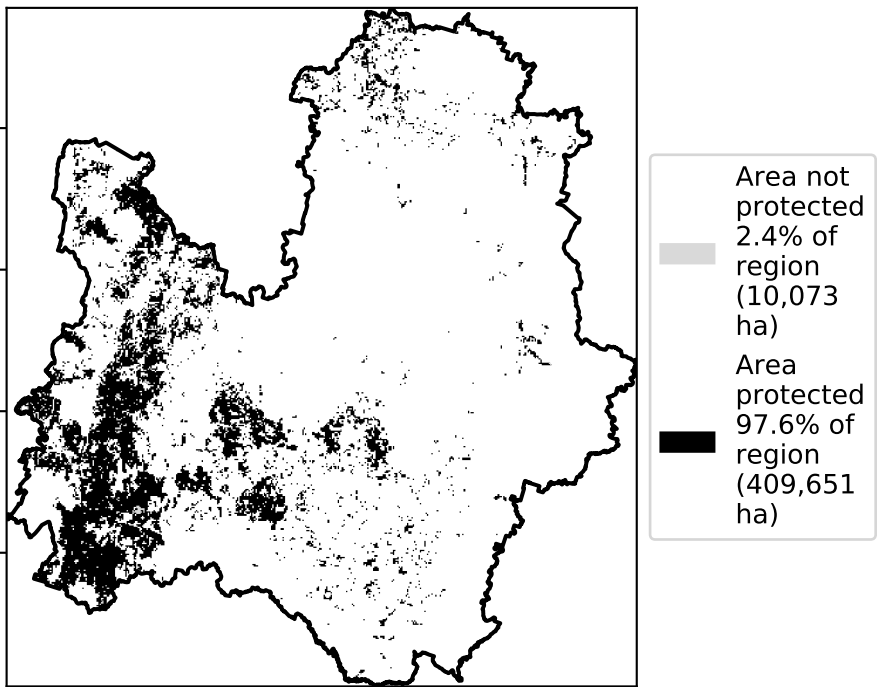 Area not
protected
2.4% of
region
(10,073
ha)
Area
protected
97.6% of
region
(409,651
ha)